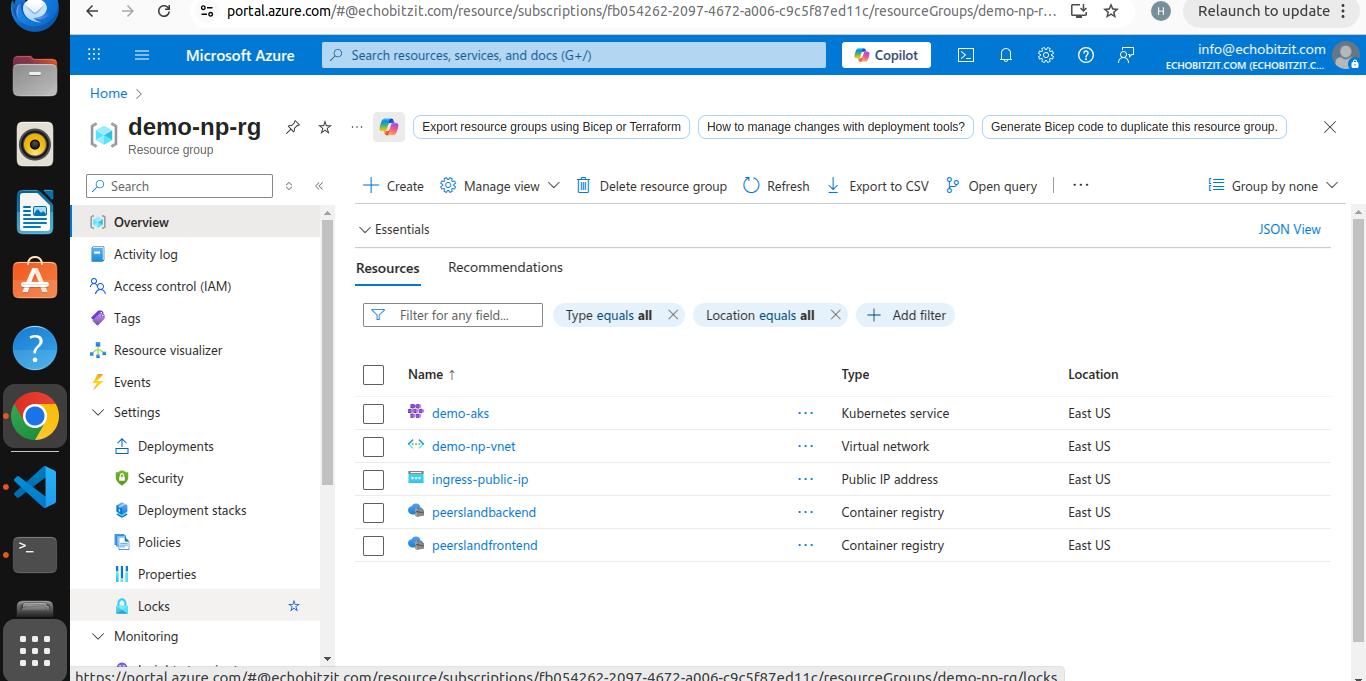 portal.azure.com/#@echobitzit.com/resource/subscriptions/fb054262-2097-4672-a006-c9c5f87ed11c/resourceGroups/demo-np-r...
H
Relaunch to update
Microsoft Azure
Search resources, services, and docs (G+/)
Copilot
info@echobitzit.com
ECHOBITZIT.COM (ECHOBITZIT.C...
Home
demo-np-rg
Resource group
Export resource groups using Bicep or Terraform
How to manage changes with deployment tools?
Generate Bicep code to duplicate this resource group.
Search
Create
Manage view
Delete resource group
Refresh
Export to CSV
Open query
Group by none
Overview
Activity log
Access control (IAM)
Tags
Resource visualizer
Events
Settings
Deployments
Security
Deployment stacks
Policies
Properties
Locks
Monitoring
Essentials
JSON View
Resources
Recommendations
Filter for any field...
Type equals all
Location equals all
Add filter
Name ↑ Type Location
demo-aks Kubernetes service East US
demo-np-vnet Virtual network East US
ingress-public-ip Public IP address East US
peerslandbackend Container registry East US
peerslandfrontend Container registry East US
https://portal.azure.com/#@echobitzit.com/resource/subscriptions/fb054262-2097-4672-a006-c9c5f87ed11c/resourceGroups/demo-np-rg/locks